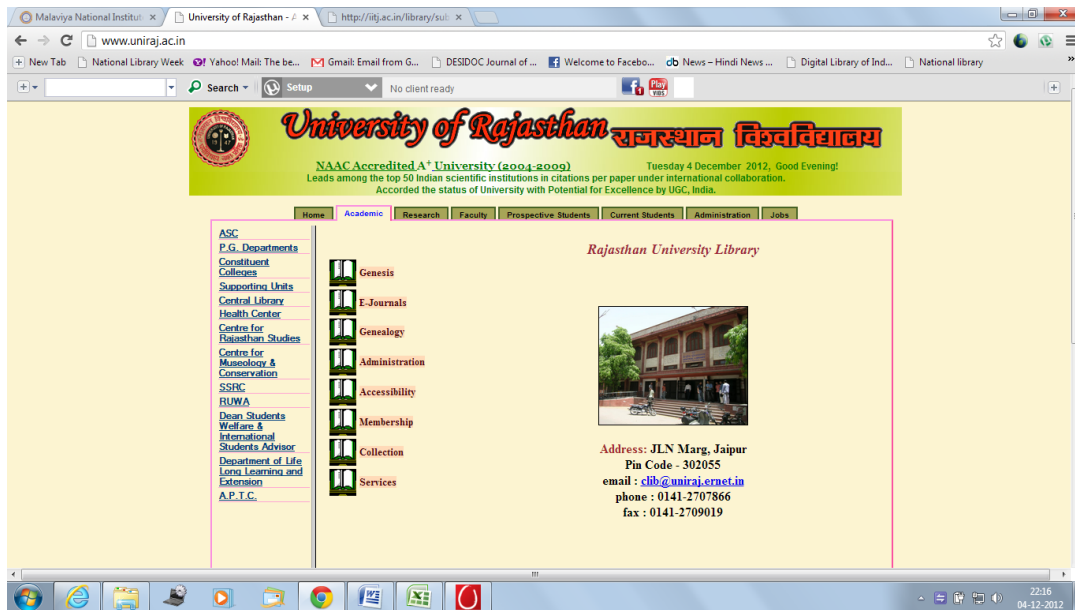 Malaviya National Institut
University of Rajasthan - A
http://iitj.ac.in/library/sub
www.uniraj.ac.in
New Tab National Library Week Yahoo! Mail: The be... Gmail: Email from G... DESIDOC Journal of ... Welcome to Facebo... db News – Hindi News ... Digital Library of Ind... National library »
Search Setup No client ready 1 Play VIDS
University of Rajasthan राजस्थान विश्वविद्यालय
NAAC Accredited A+ University (2004-2009) Tuesday 4 December 2012, Good Evening!
Leads among the top 50 Indian scientific institutions in citations per paper under international collaboration.
Accorded the status of University with Potential for Excellence by UGC, India.
Home Academic Research Faculty Prospective Students Current Students Administration Jobs
ASC
P.G. Departments
Constituent
Colleges
Supporting Units
Central Library
Health Center
Centre for
Rajasthan Studies
Centre for
Museology &
Conservation
SSRC
RUWA
Dean Students
Welfare &
International
Students Advisor
Department of Life
Long Learning and
Extension
A.P.T.C.
Genesis
E-Journals
Genealogy
Administration
Accessibility
Membership
Collection
Services
Rajasthan University Library
Address: JLN Marg, Jaipur
Pin Code - 302055
email : clib@uniraj.ernet.in
phone : 0141-2707866
fax : 0141-2709019
22:16
04-12-2012